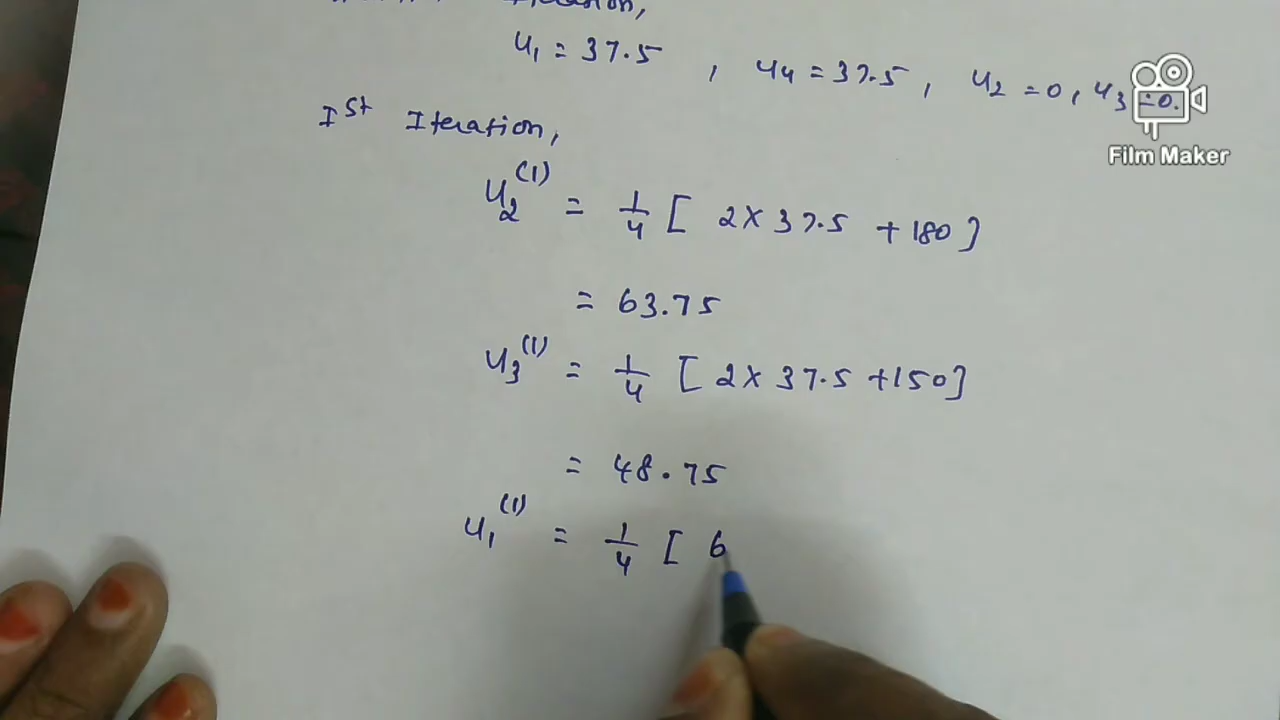 Iteration,
u₁ = 37.5 , u₄ = 37.5, u₂ = 0, u₃ = 0.
Film Maker
Iˢᵗ Iteration,
u₂⁽¹⁾ = 1/4 [ 2 × 37.5 + 180 ]
= 63.75
u₃⁽¹⁾ = 1/4 [ 2 × 37.5 + 150 ]
= 48.75
u₁⁽¹⁾ = 1/4 [ 6